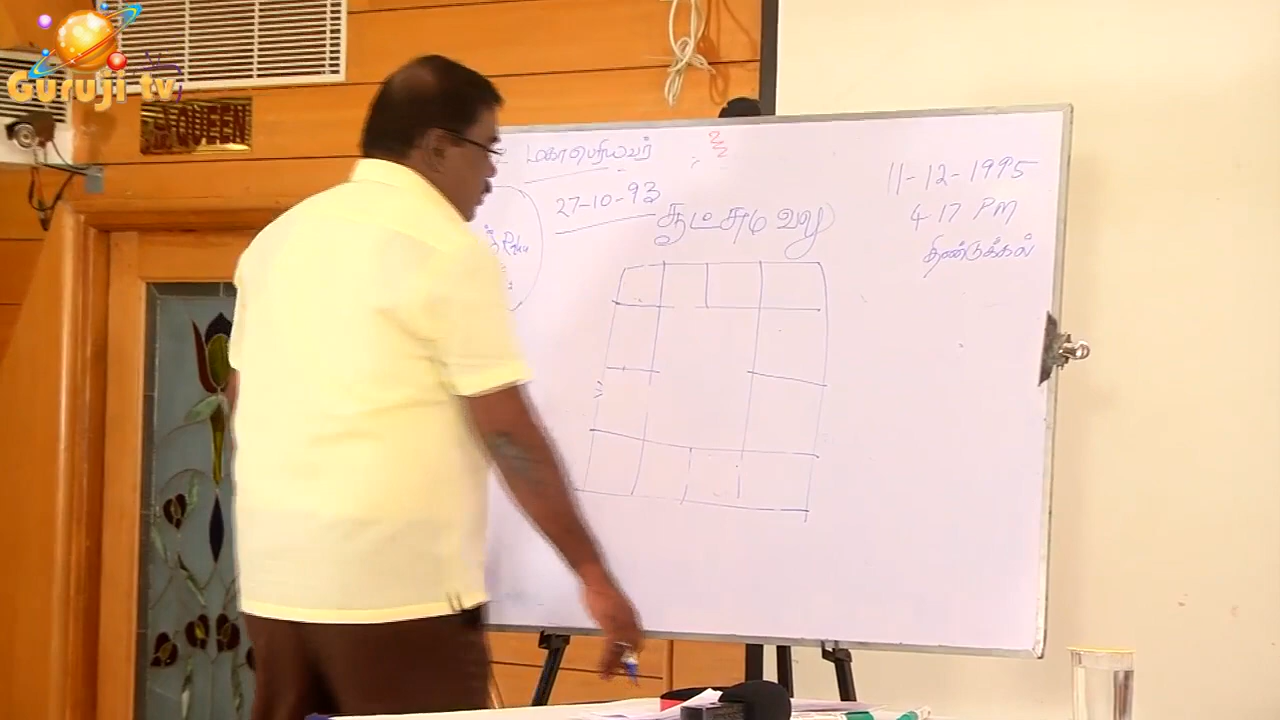 Guruji tv
QUEEN
மகாபெரியவர்
27-10-93
சூட்சும வழு
11-12-1995
4-17 PM
திண்டுக்கல்